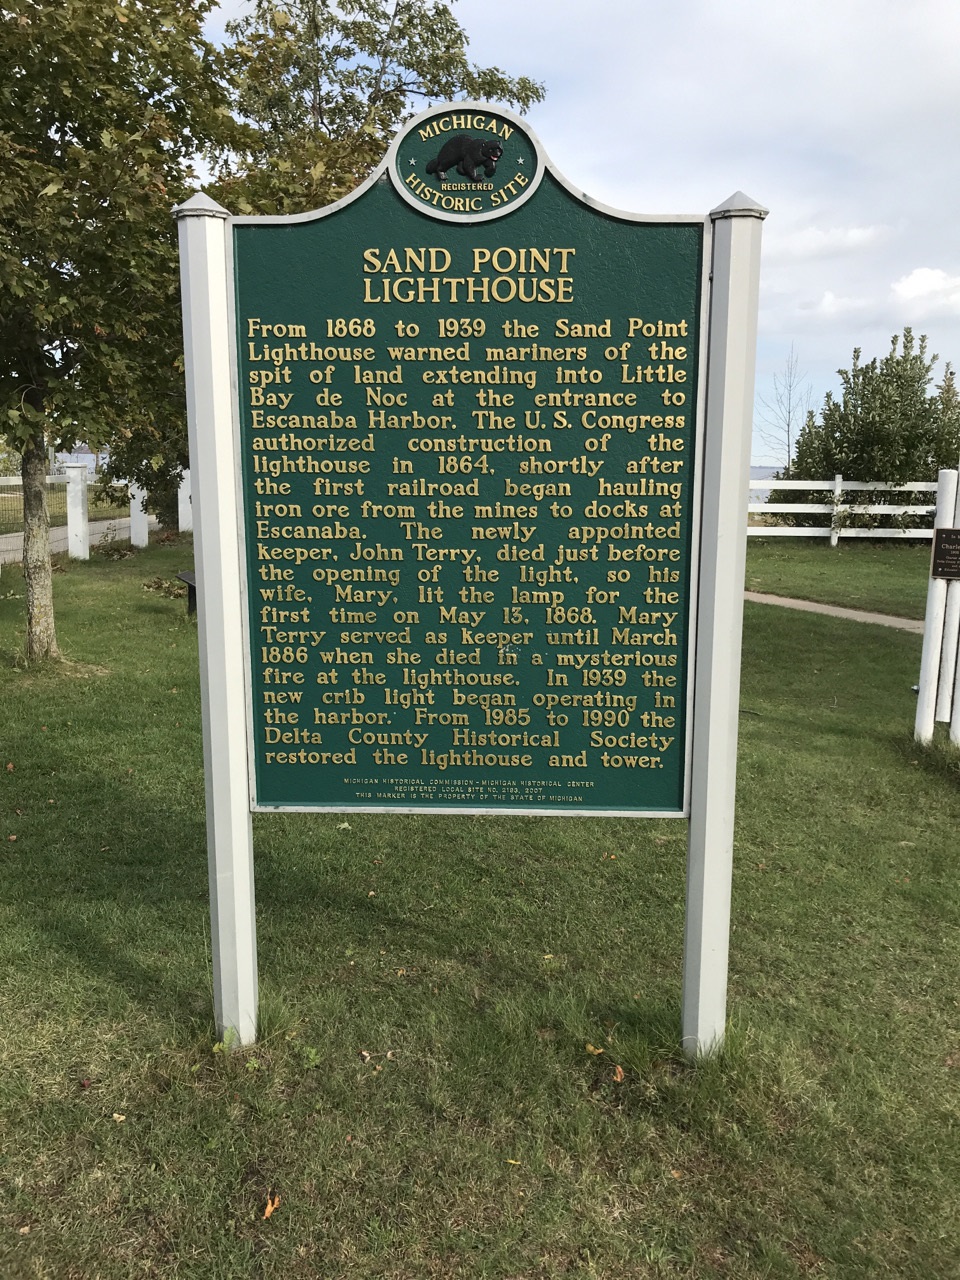 MICHIGAN
REGISTERED
HISTORIC SITE
SAND POINT
LIGHTHOUSE
From 1868 to 1939 the Sand Point
Lighthouse warned mariners of the
spit of land extending into Little
Bay de Noc at the entrance to
Escanaba Harbor. The U. S. Congress
authorized construction of the
lighthouse in 1864, shortly after
the first railroad began hauling
iron ore from the mines to docks at
Escanaba. The newly appointed
keeper, John Terry, died just before
the opening of the light, so his
wife, Mary, lit the lamp for the
first time on May 13, 1868. Mary
Terry served as keeper until March
1886 when she died in a mysterious
fire at the lighthouse. In 1939 the
new crib light began operating in
the harbor. From 1985 to 1990 the
Delta County Historical Society
restored the lighthouse and tower.
MICHIGAN HISTORICAL COMMISSION - MICHIGAN HISTORICAL CENTER
REGISTERED LOCAL SITE NO. 2193, 2007
THIS MARKER IS THE PROPERTY OF THE STATE OF MICHIGAN